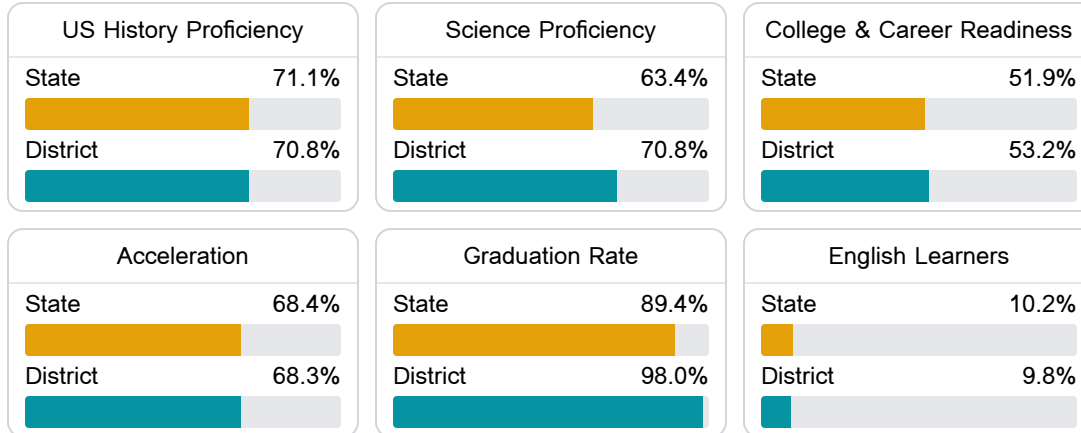 US History Proficiency
State 71.1%
District 70.8%
Science Proficiency
State 63.4%
District 70.8%
College & Career Readiness
State 51.9%
District 53.2%
Acceleration
State 68.4%
District 68.3%
Graduation Rate
State 89.4%
District 98.0%
English Learners
State 10.2%
District 9.8%